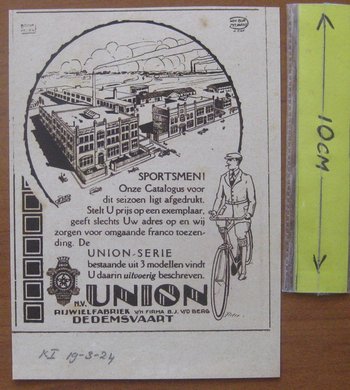 SPORTSMEN!
Onze Catalogus voor
dit seizoen ligt afgedrukt.
Stelt U prijs op een exemplaar,
geeft slechts Uw adres op en wij
zorgen voor omgaande franco toezen-
ding. De
UNION-SERIE
bestaande uit 3 modellen vindt
U daarin uitvoerig beschreven.
N.V. UNION
RIJWIELFABRIEK V/H FIRMA B.J. V/D BERG
DEDEMSVAART
KI 19-3-24
10CM